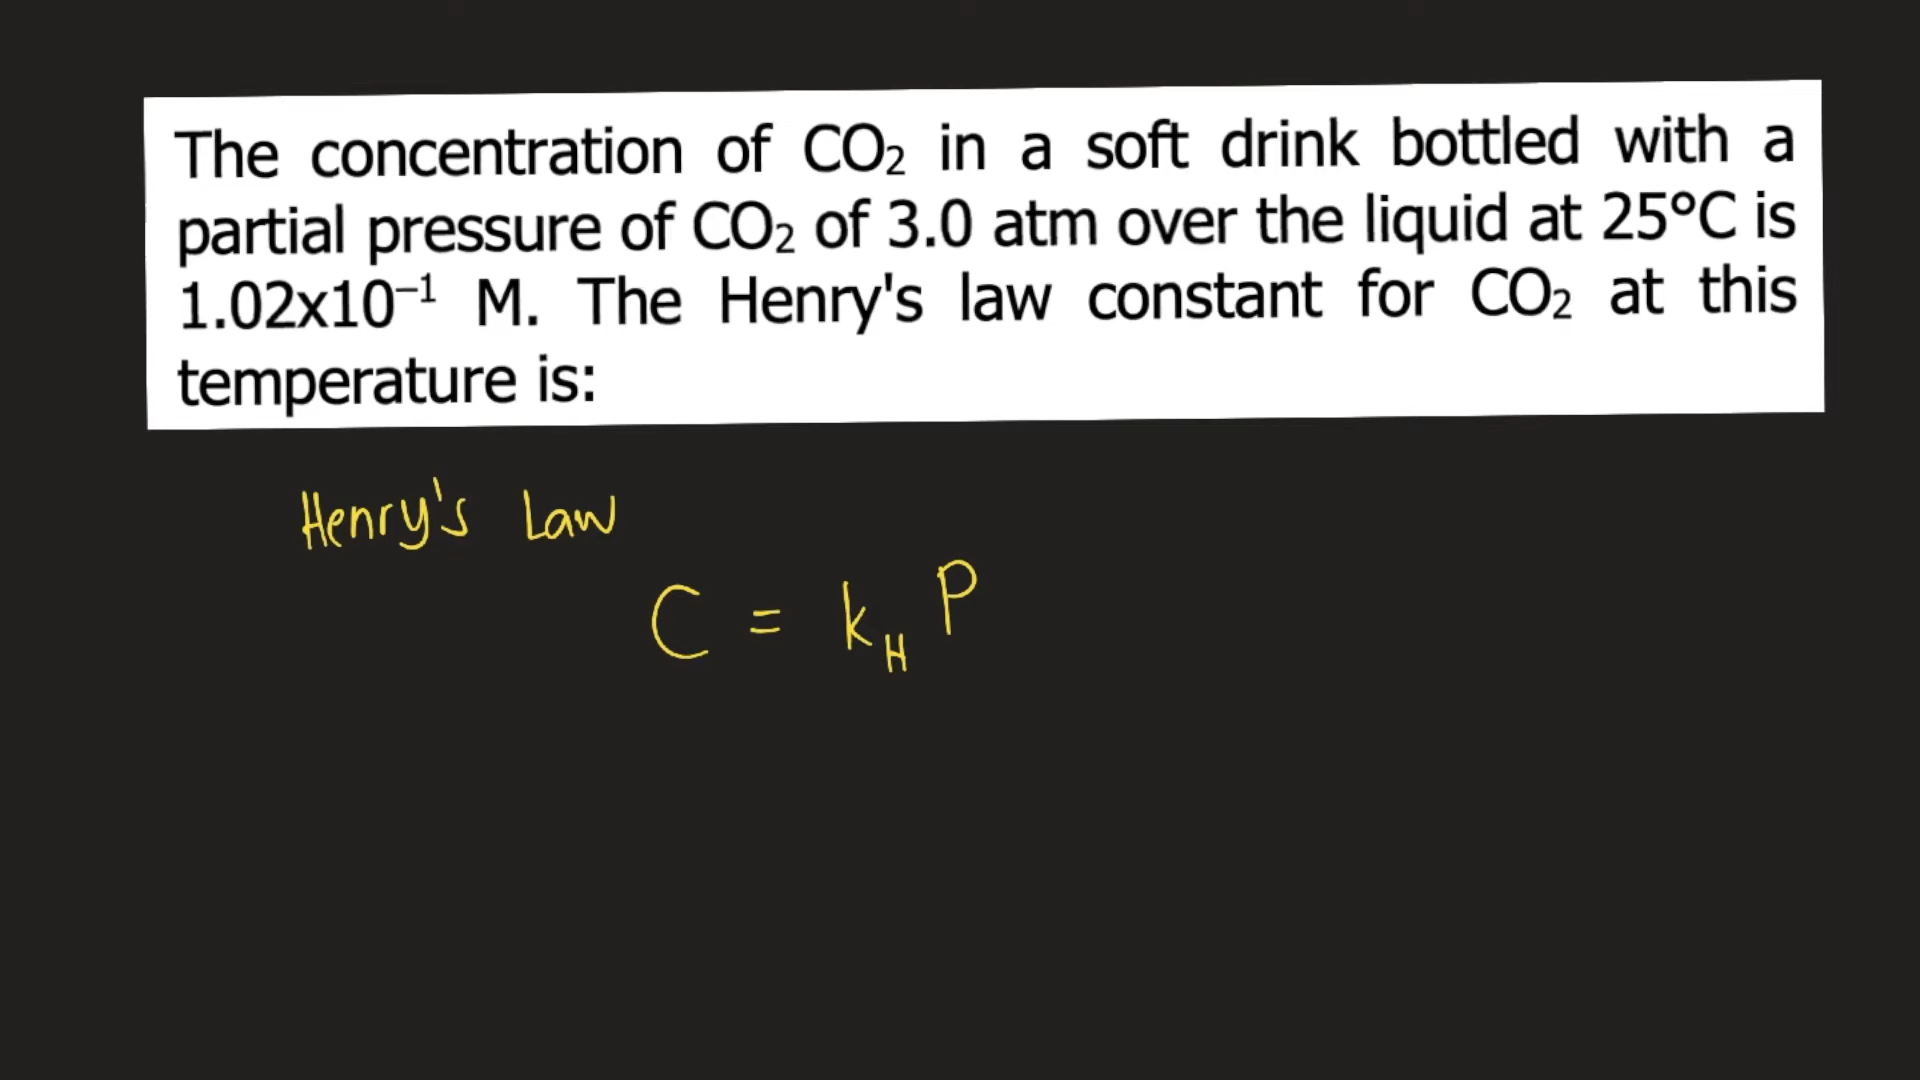 The concentration of CO₂ in a soft drink bottled with a
partial pressure of CO₂ of 3.0 atm over the liquid at 25°C is
1.02x10⁻¹ M. The Henry's law constant for CO₂ at this
temperature is:
Henry's Law
C = k_H P